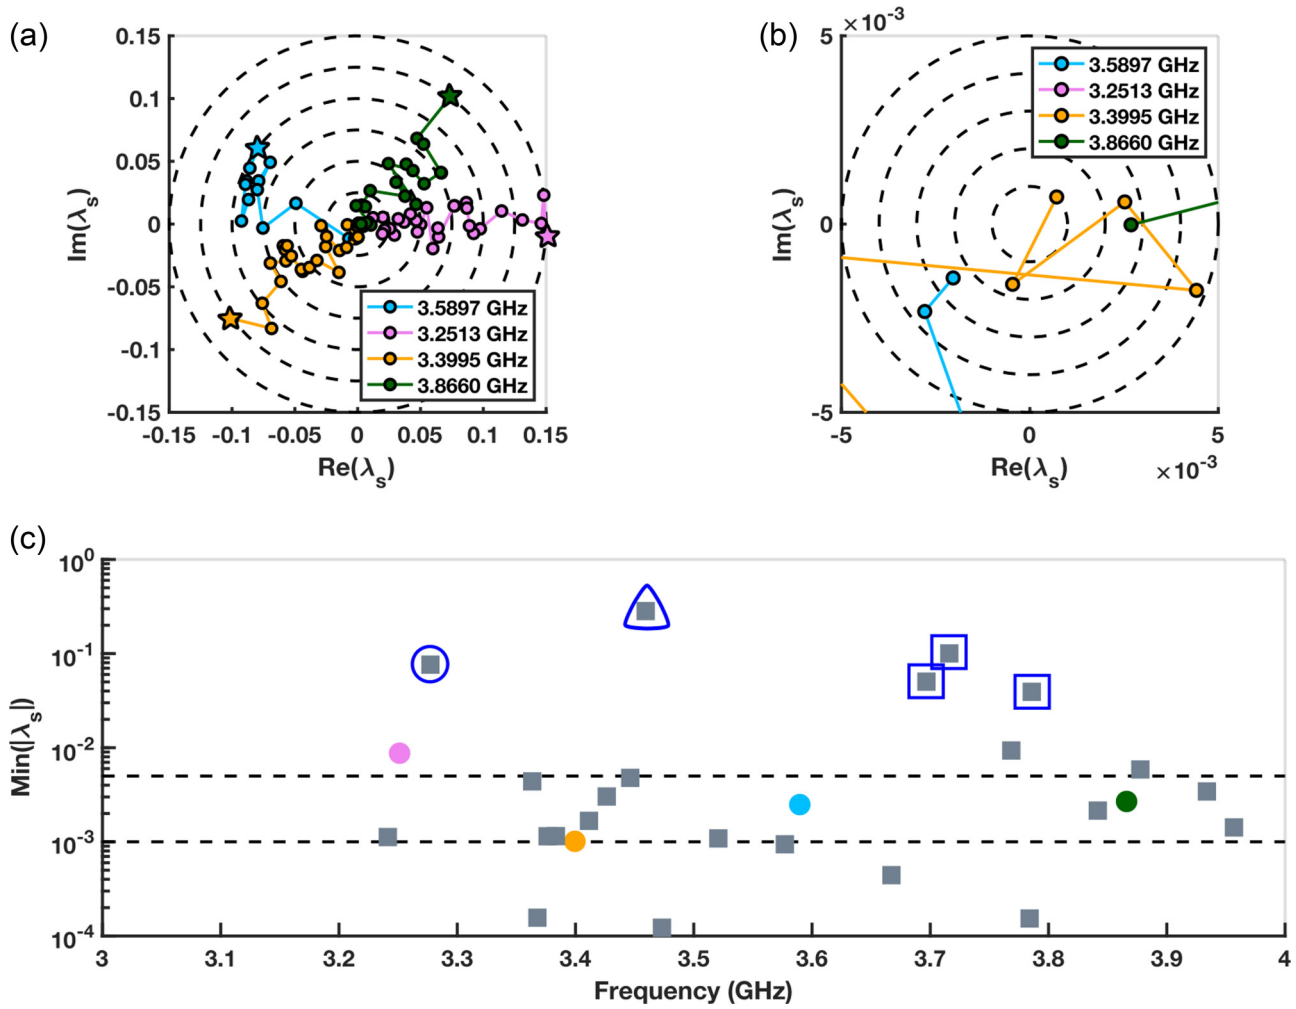 (a)
0.15
0.1
0.05
0
-0.05
-0.1
-0.15
Im(λs)
3.5897 GHz
3.2513 GHz
3.3995 GHz
3.8660 GHz
-0.15 -0.1 -0.05 0 0.05 0.1 0.15
Re(λs)
(b)
×10-3
5
0
-5
Im(λs)
3.5897 GHz
3.2513 GHz
3.3995 GHz
3.8660 GHz
-5 0 5
Re(λs)
×10-3
(c)
100
10-1
10-2
10-3
10-4
Min(|λs|)
3 3.1 3.2 3.3 3.4 3.5 3.6 3.7 3.8 3.9 4
Frequency (GHz)